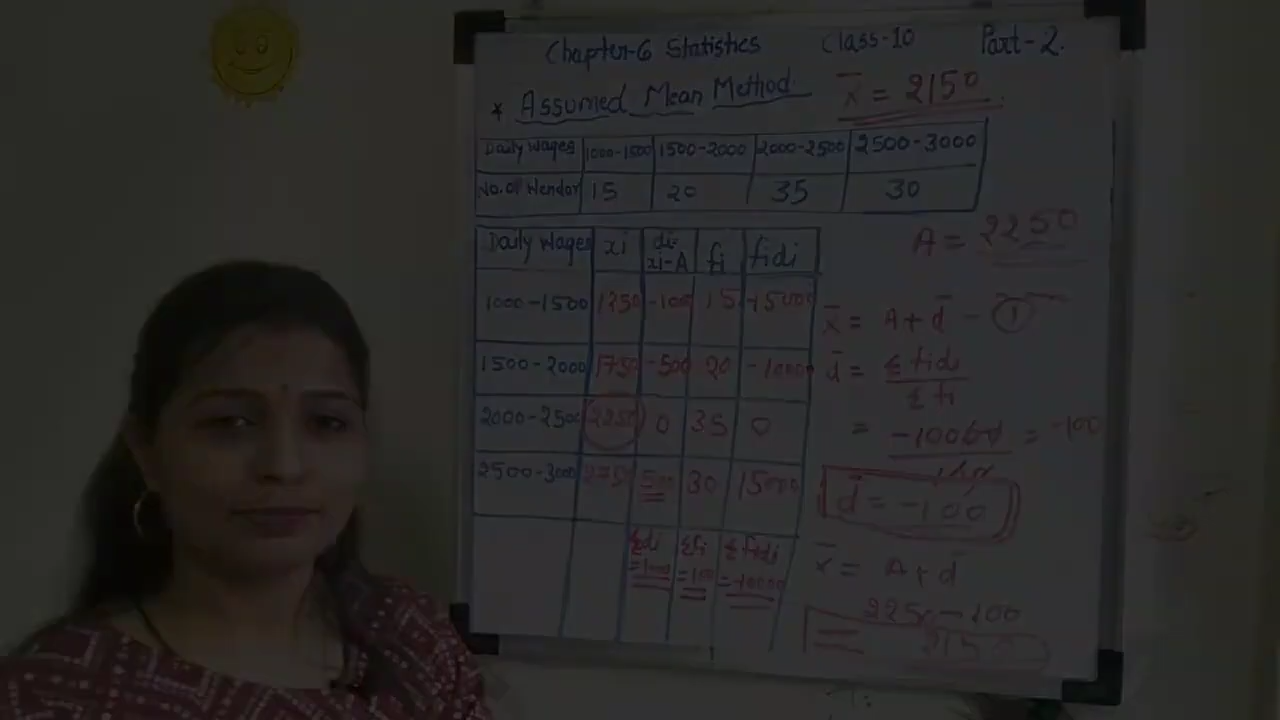 Chapter-6 Statistics Class-10 Part-2.
* Assumed Mean Method. x̄ = 2150
Daily Wages 1000-1500 1500-2000 2000-2500 2500-3000
No. of Wendor 15 20 35 30
A = 2250
Daily Wages xi di= xi-A fi fidi
1000-1500 1250 -1000 15 -15000
1500-2000 1750 -500 20 -10000
2000-2500 2250 0 35 0
2500-3000 2750 500 30 15000
Σdi = Σfi = 100 Σfidi = -10000
x̄ = A + d̄ - ①
d̄ = Σfidi
Σfi
= -10000 = -100
100
d̄ = -100
x̄ = A + d̄
2250-100
= 2150